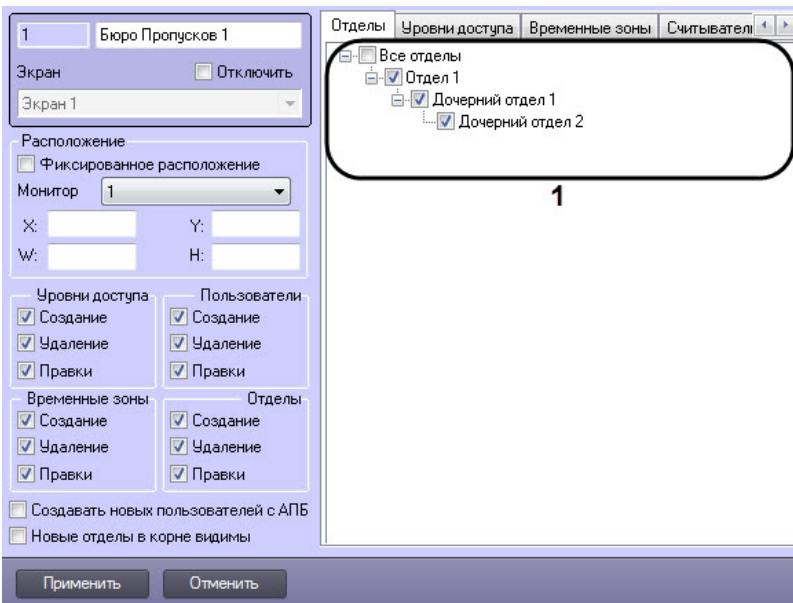 1 Бюро Пропусков 1
Экран Отключить
Экран 1
Расположение
Фиксированное расположение
Монитор 1
X: Y:
W: H:
Уровни доступа Пользователи
Создание Создание
Удаление Удаление
Правки Правки
Временные зоны Отделы
Создание Создание
Удаление Удаление
Правки Правки
Создавать новых пользователей с АПБ
Новые отделы в корне видимы
Применить Отменить
Отделы Уровни доступа Временные зоны Считывател
Все отделы
Отдел 1
Дочерний отдел 1
Дочерний отдел 2
1